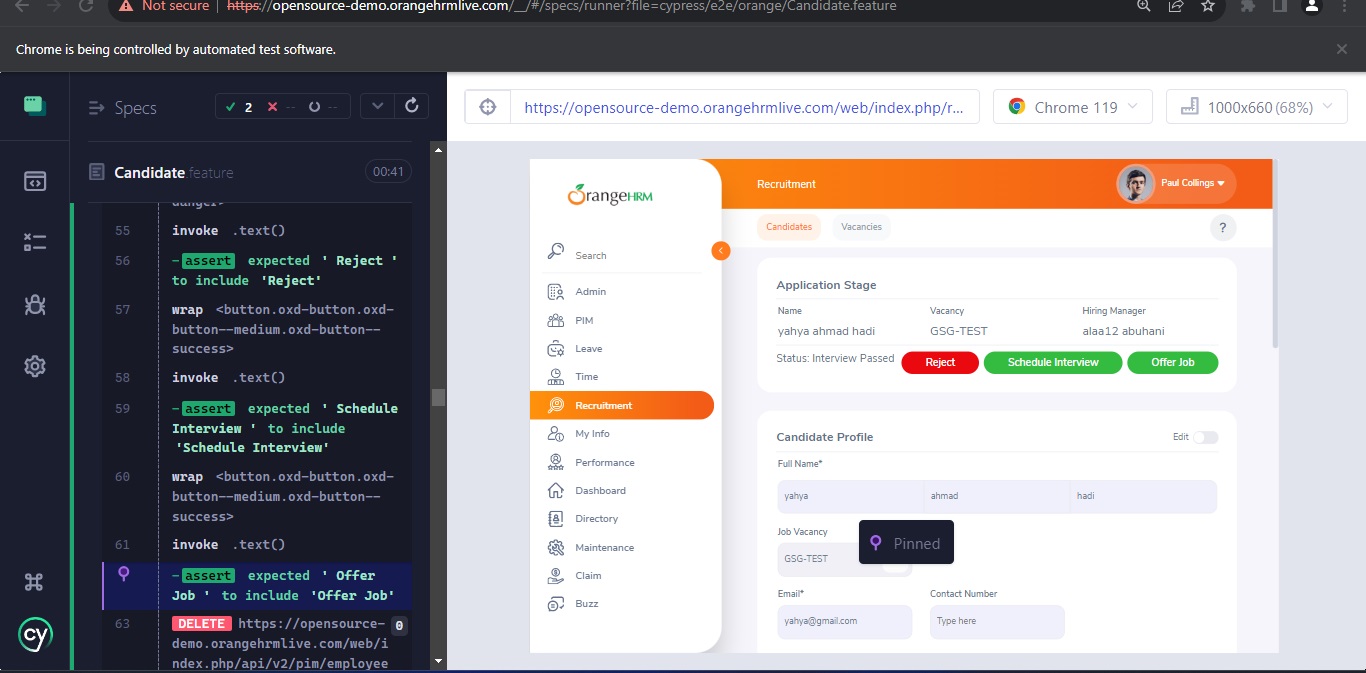 Not secure https://opensource-demo.orangehrmlive.com/__/#/specs/runner?file=cypress/e2e/orange/Candidate.feature
Chrome is being controlled by automated test software.
Specs
2 -- --
Candidate.feature
00:41
danger>
55 invoke .text()
56 -assert expected ' Reject '
to include 'Reject'
57 wrap <button.oxd-button.oxd-
button--medium.oxd-button--
success>
58 invoke .text()
59 -assert expected ' Schedule
Interview ' to include
'Schedule Interview'
60 wrap <button.oxd-button.oxd-
button--medium.oxd-button--
success>
61 invoke .text()
-assert expected ' Offer
Job ' to include 'Offer Job'
63 DELETE https://opensource- 0
demo.orangehrmlive.com/web/i
ndex.php/api/v2/pim/employee
cy
https://opensource-demo.orangehrmlive.com/web/index.php/r...
Chrome 119
1000x660 (68%)
OrangeHRM
Search
Admin
PIM
Leave
Time
Recruitment
My Info
Performance
Dashboard
Directory
Maintenance
Claim
Buzz
Recruitment
Paul Collings
Candidates Vacancies ?
Application Stage
Name Vacancy Hiring Manager
yahya ahmad hadi GSG-TEST alaa12 abuhani
Status: Interview Passed Reject Schedule Interview Offer Job
Candidate Profile Edit
Full Name*
yahya ahmad hadi
Job Vacancy
GSG-TEST
Pinned
Email* Contact Number
yahya@gmail.com Type here